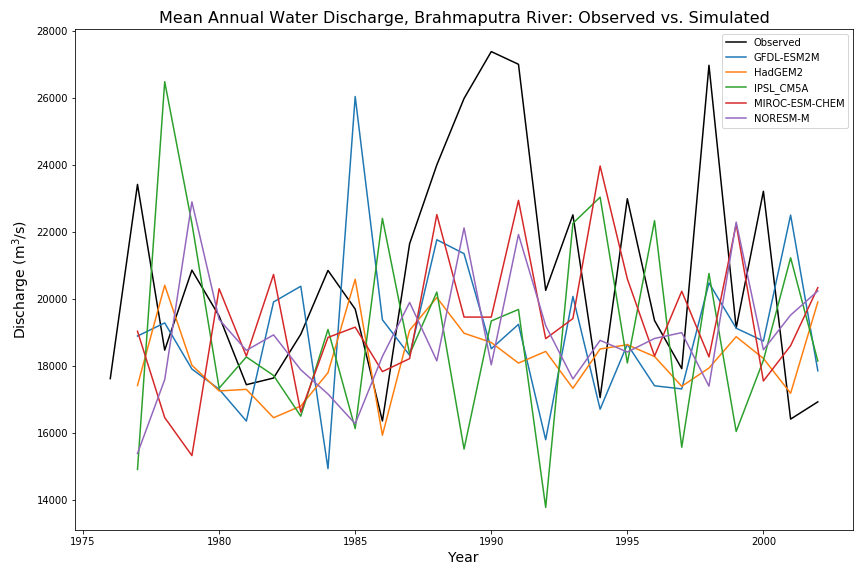 Mean Annual Water Discharge, Brahmaputra River: Observed vs. Simulated
28000
26000
24000
22000
20000
18000
16000
14000
Discharge (m³/s)
Observed
GFDL-ESM2M
HadGEM2
IPSL_CM5A
MIROC-ESM-CHEM
NORESM-M
1975
1980
1985
1990
1995
2000
Year